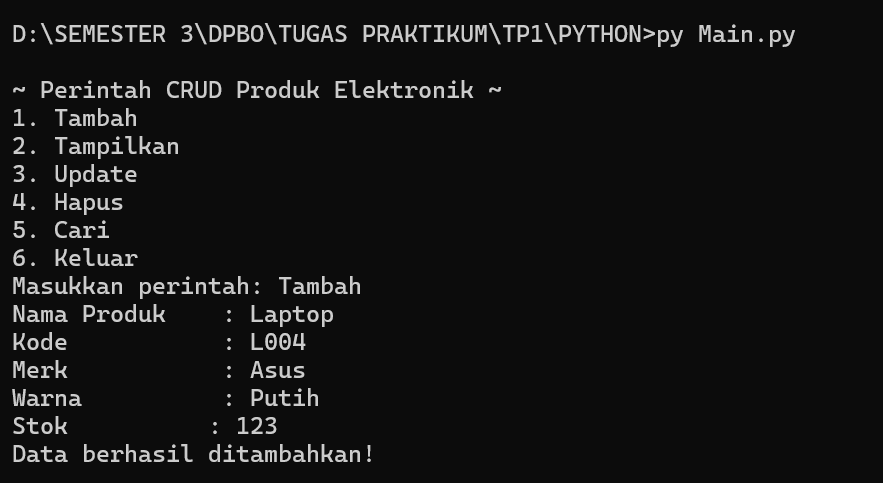 D:\SEMESTER 3\DPBO\TUGAS PRAKTIKUM\TP1\PYTHON>py Main.py
~ Perintah CRUD Produk Elektronik ~
1. Tambah
2. Tampilkan
3. Update
4. Hapus
5. Cari
6. Keluar
Masukkan perintah: Tambah
Nama Produk    : Laptop
Kode           : L004
Merk           : Asus
Warna          : Putih
Stok          : 123
Data berhasil ditambahkan!